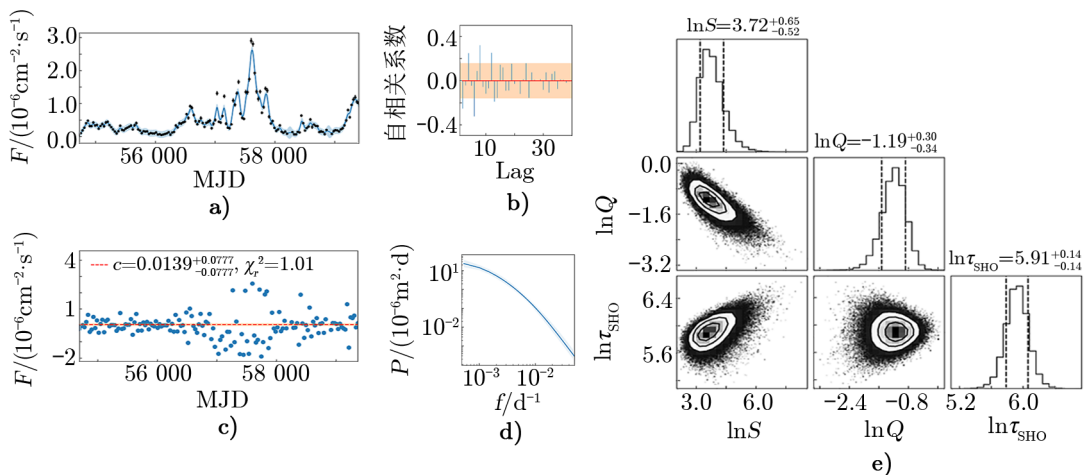 F/(10⁻⁶cm⁻²·s⁻¹)
3.0
2.0
1.0
0.0
56 000
58 000
MJD
a)
自相关系数
0.4
0.0
−0.4
10
30
Lag
b)
F/(10⁻⁶cm⁻²·s⁻¹)
4
1
−2
c=0.0139⁺⁰·⁰⁷⁷⁷₋₀.₀₇₇₇, χᵣ²=1.01
56 000
58 000
MJD
c)
P/(10⁻⁶m²·d)
10¹
10⁻²
10⁻³
10⁻²
f/d⁻¹
d)
lnS=3.72⁺⁰·⁶⁵₋₀.₅₂
lnQ=−1.19⁺⁰·³⁰₋₀.₃₄
lnτSHO=5.91⁺⁰·¹⁴₋₀.₁₄
lnQ
0.0
−1.6
−3.2
lnτSHO
6.4
5.6
3.0
6.0
lnS
−2.4
−0.8
lnQ
5.2
6.0
lnτSHO
e)